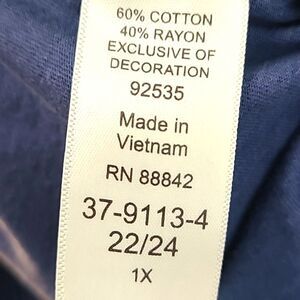 60% COTTON
40% RAYON
EXCLUSIVE OF
DECORATION
92535
Made in
Vietnam
RN 88842
37-9113-4
22/24
1X